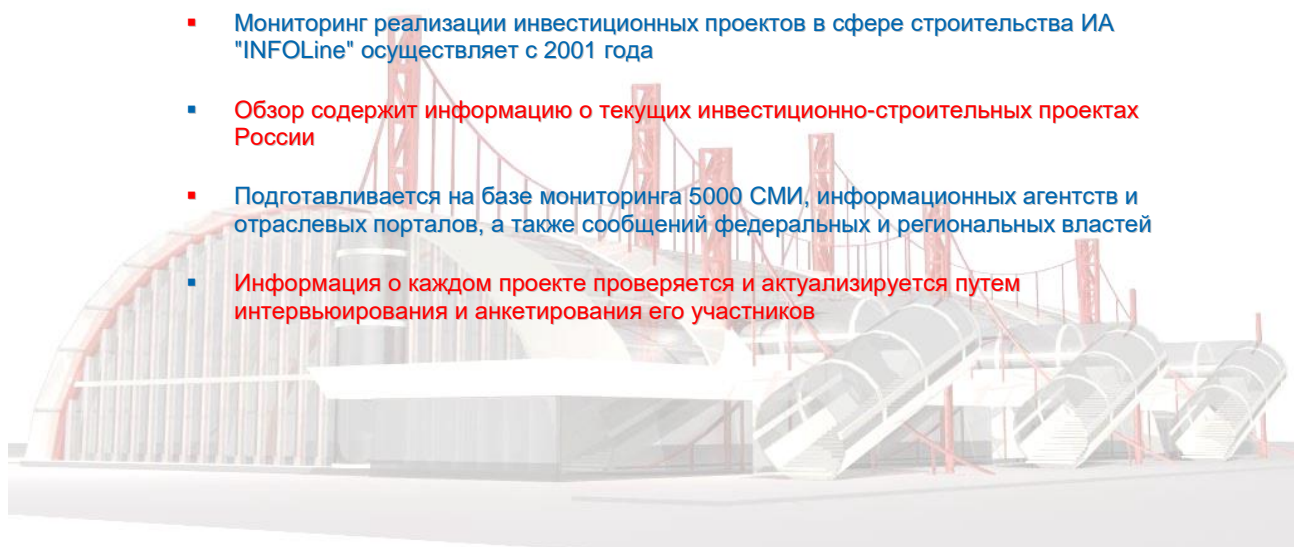 Мониторинг реализации инвестиционных проектов в сфере строительства ИА
"INFOLine" осуществляет с 2001 года
Обзор содержит информацию о текущих инвестиционно-строительных проектах
России
Подготавливается на базе мониторинга 5000 СМИ, информационных агентств и
отраслевых порталов, а также сообщений федеральных и региональных властей
Информация о каждом проекте проверяется и актуализируется путем
интервьюирования и анкетирования его участников